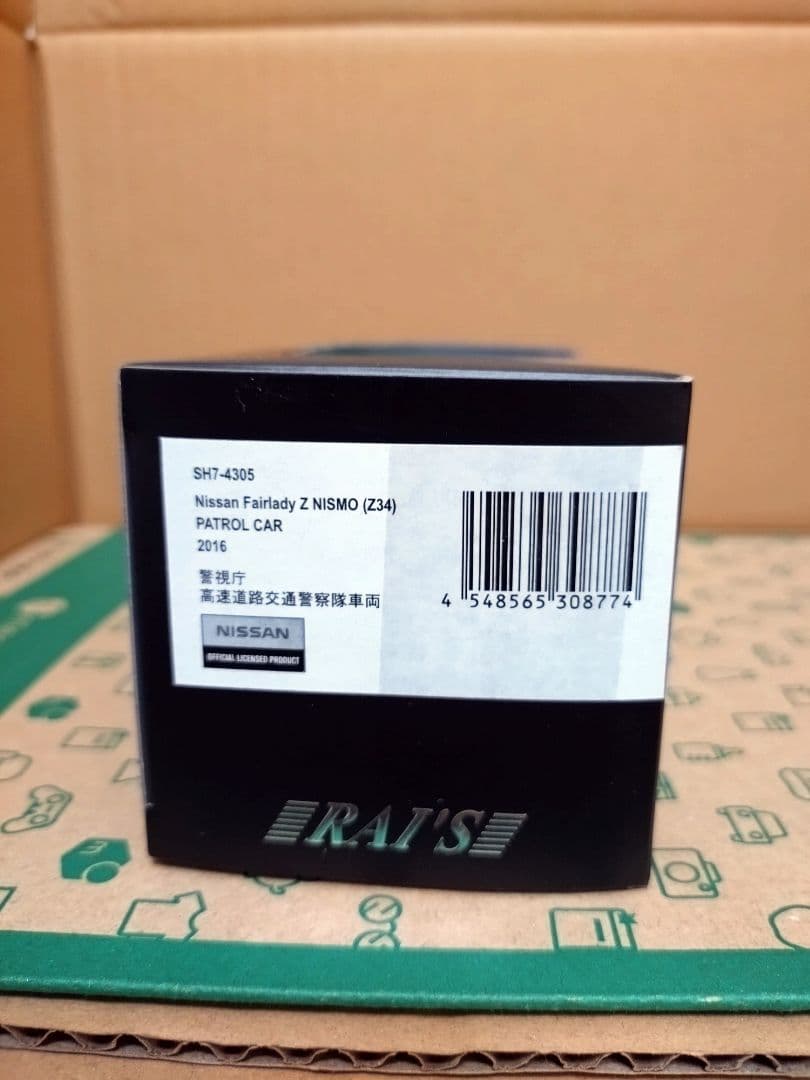 SH7-4305
Nissan Fairlady Z NISMO (Z34)
PATROL CAR
2016
警視庁
高速道路交通警察隊車両
NISSAN
OFFICIAL LICENSED PRODUCT
4 548565 308774
RAI'S